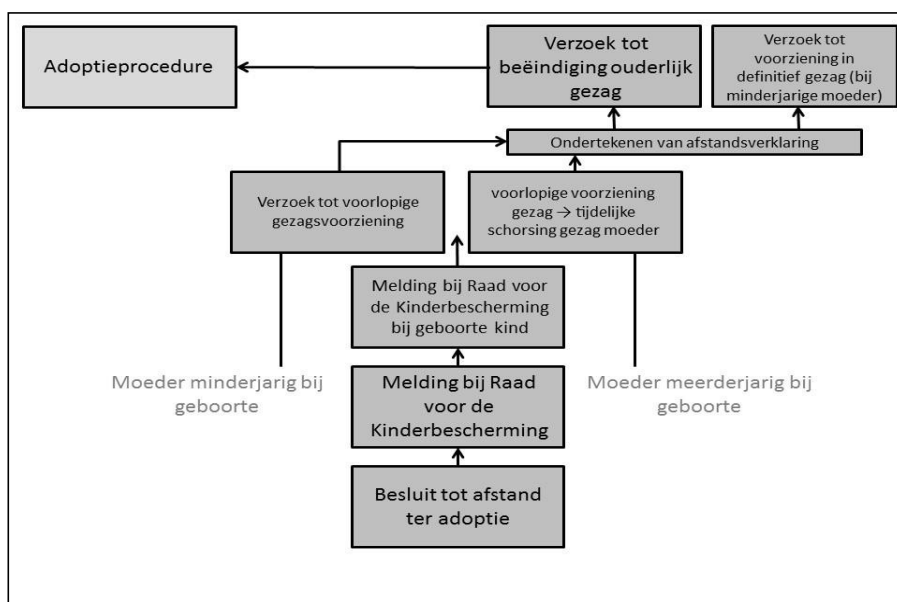 Adoptieprocedure
Verzoek tot
beëindiging ouderlijk
gezag
Verzoek tot
voorziening in
definitief gezag (bij
minderjarige moeder)
Ondertekenen van afstandsverklaring
Verzoek tot voorlopige
gezagsvoorziening
voorlopige voorziening
gezag → tijdelijke
schorsing gezag moeder
Melding bij Raad voor
de Kinderbescherming
bij geboorte kind
Moeder minderjarig bij
geboorte
Melding bij Raad
voor de
Kinderbescherming
Moeder meerderjarig bij
geboorte
Besluit tot afstand
ter adoptie